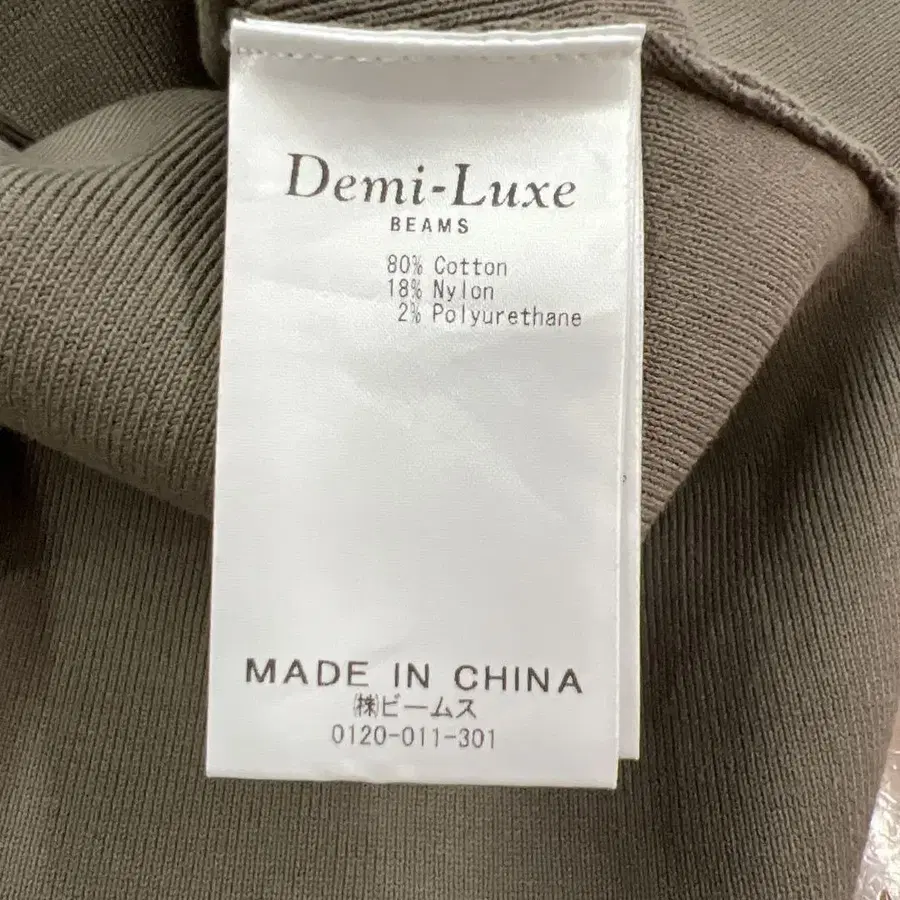 Demi-Luxe
BEAMS
80% Cotton
18% Nylon
2% Polyurethane
MADE IN CHINA
㈱ビームス
0120-011-301